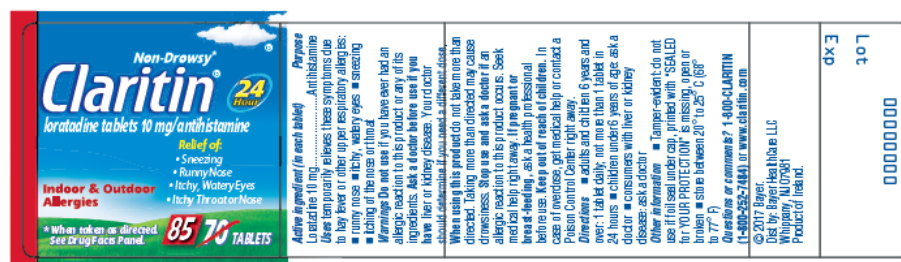 Non-Drowsy*
Claritin®
24
HOUR
loratadine tablets 10 mg/antihistamine
Relief of:
• Sneezing
• Runny Nose
• Itchy, Watery Eyes
• Itchy Throat or Nose
Indoor & Outdoor
Allergies
* When taken as directed.
See Drug Facts Panel.
85 70 TABLETS
Active ingredient (in each tablet) Purpose
Loratadine 10 mg..........................Antihistamine
Uses temporarily relieves these symptoms due
to hay fever or other upper respiratory allergies:
■ runny nose ■ itchy, watery eyes ■ sneezing
■ itching of the nose or throat
Warnings Do not use if you have ever had an
allergic reaction to this product or any of its
ingredients. Ask a doctor before use if you
have liver or kidney disease. Your doctor
should determine if you need a different dose.
When using this product do not take more than
directed. Taking more than directed may cause
drowsiness. Stop use and ask a doctor if an
allergic reaction to this product occurs. Seek
medical help right away. If pregnant or
breast-feeding, ask a health professional
before use. Keep out of reach of children. In
case of overdose, get medical help or contact a
Poison Control Center right away.
Directions ■ adults and children 6 years and
over: 1 tablet daily, not more than 1 tablet in
24 hours ■ children under 6 years of age: ask a
doctor ■ consumers with liver or kidney
disease: ask a doctor
Other information ■ Tamper-evident: do not
use if foil seal under cap, printed with "SEALED
for YOUR PROTECTION" is missing, open or
broken ■ store between 20° to 25° C (68°
to 77° F)
Questions or comments? 1-800-CLARITIN
(1-800-252-7484) or www.claritin.com
© 2017 Bayer
Dist. by: Bayer HealthCare LLC
Whippany, NJ 07981
Product of Ireland.
Lot
Exp
00000000